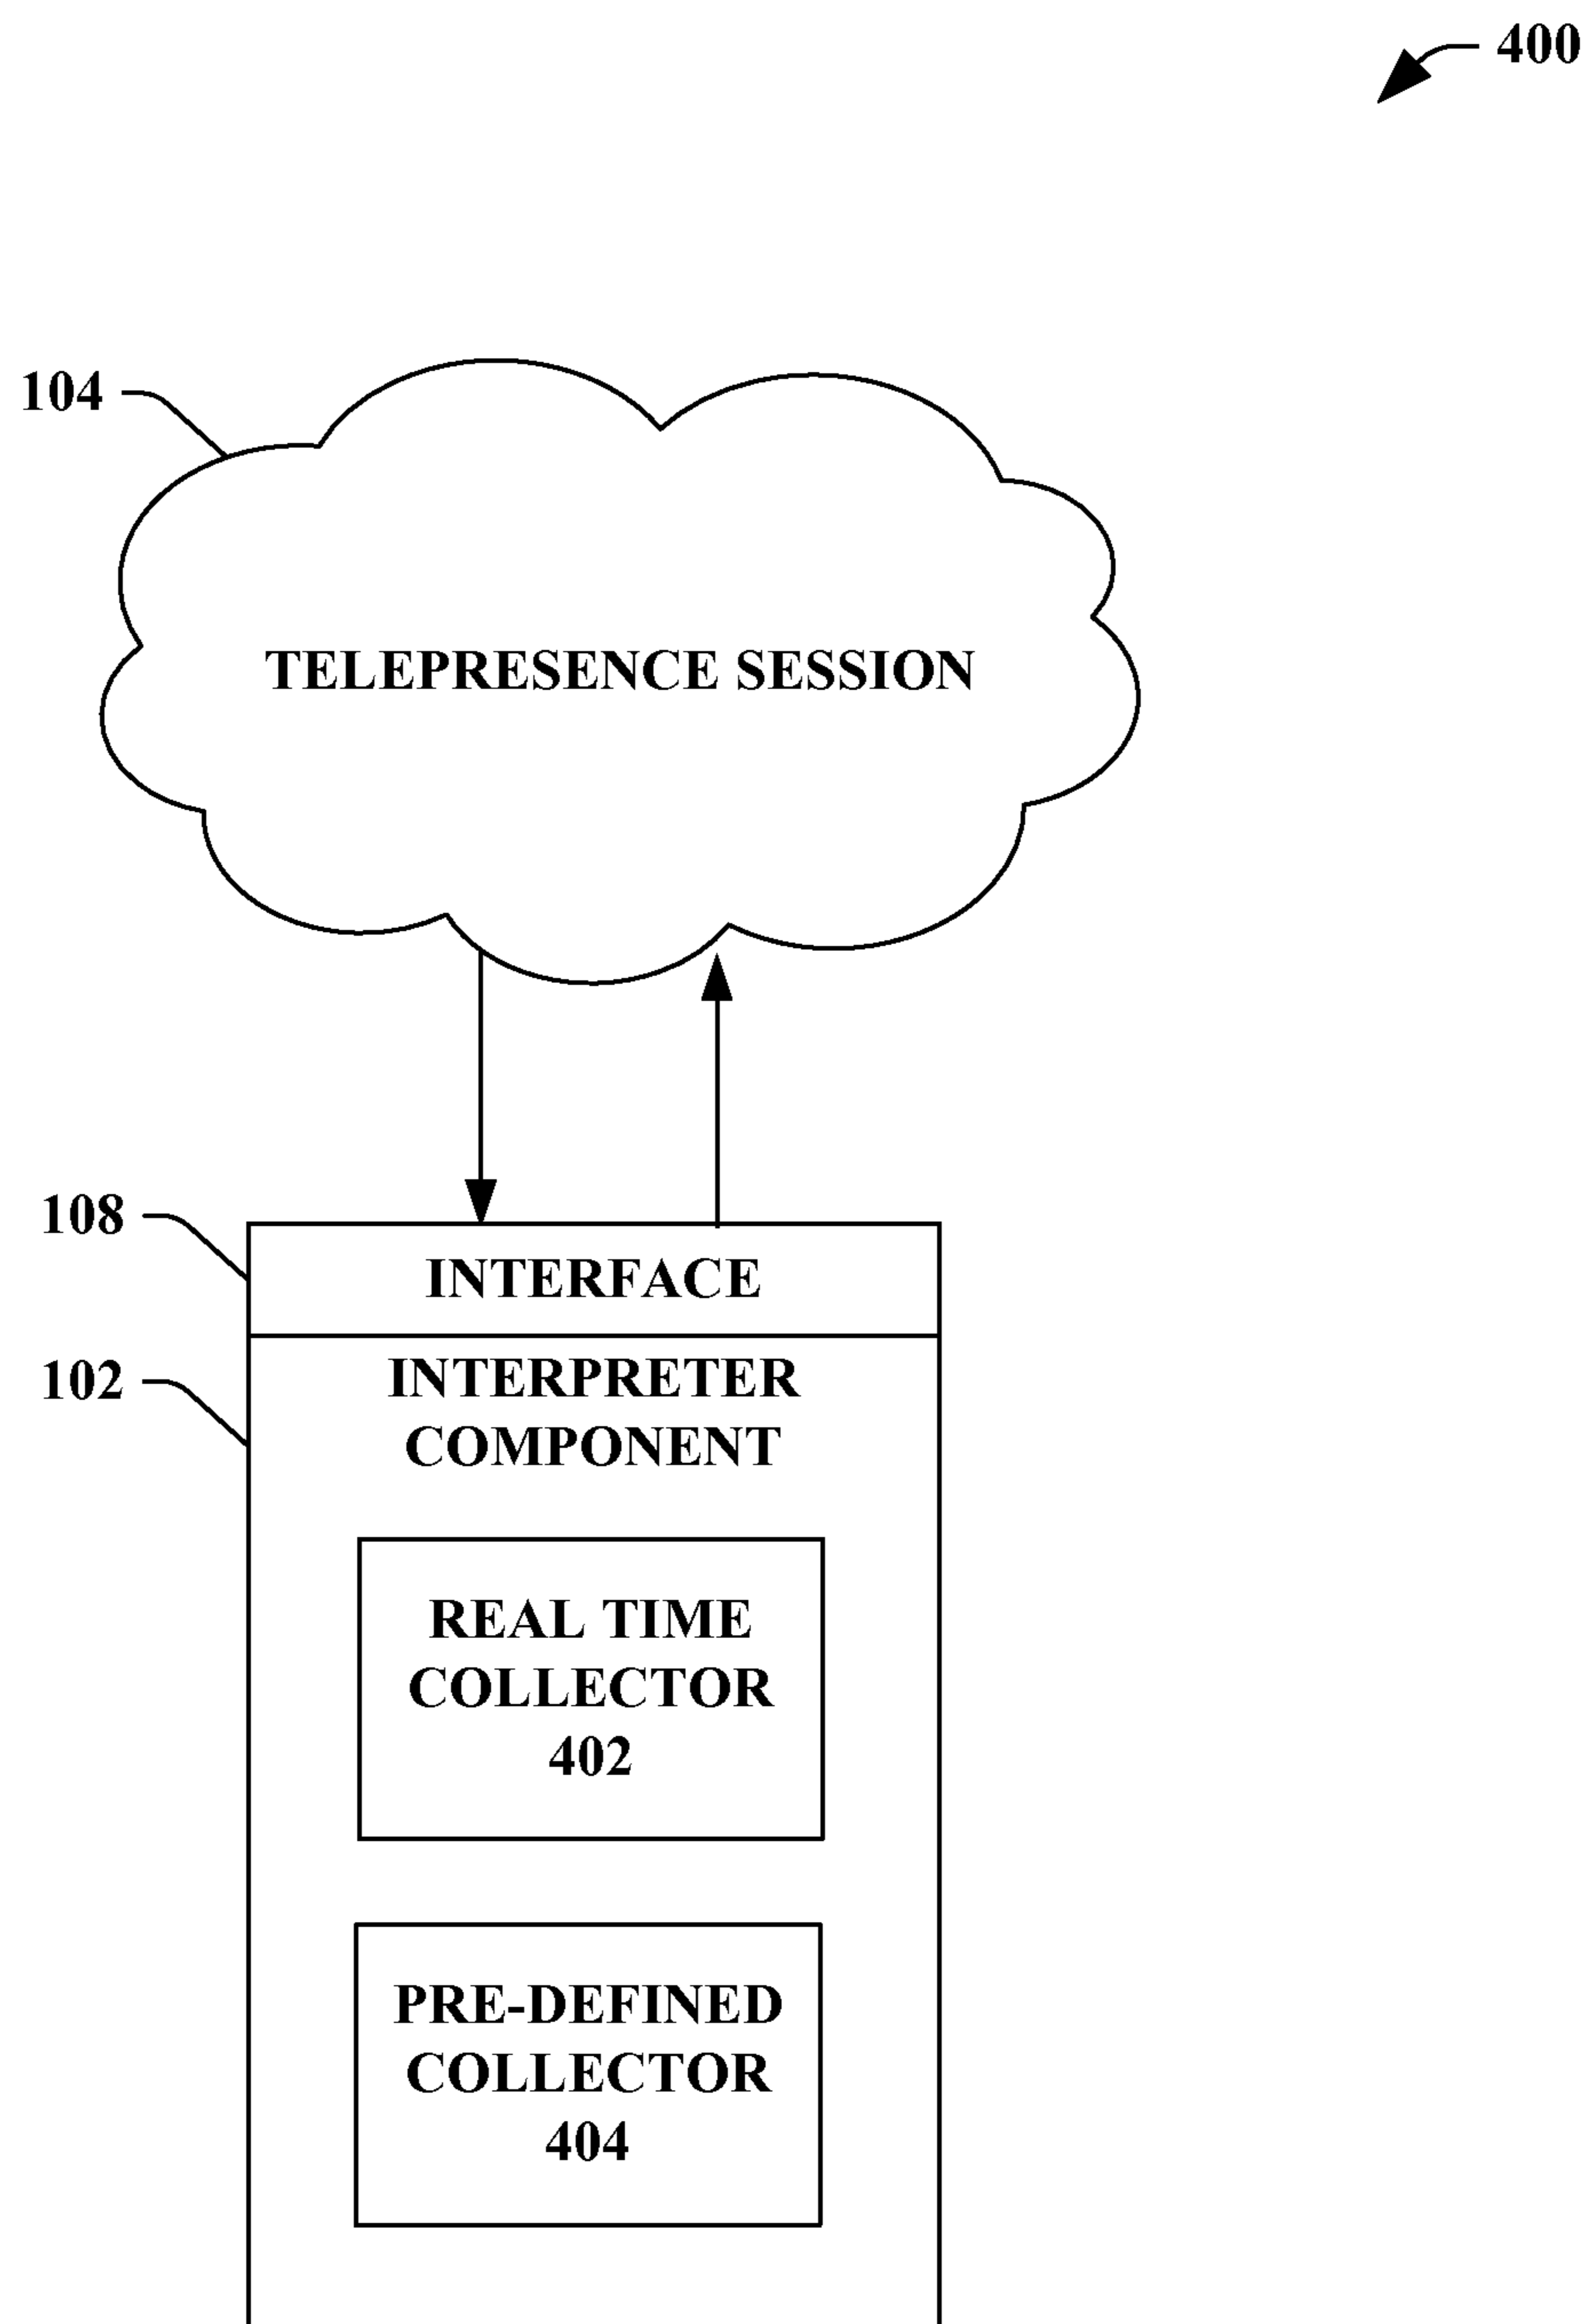 400
104
TELEPRESENCE SESSION
108
INTERFACE
102
INTERPRETER
COMPONENT
REAL TIME
COLLECTOR
402
PRE-DEFINED
COLLECTOR
404